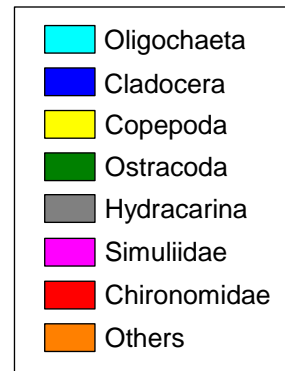 Oligochaeta
Cladocera
Copepoda
Ostracoda
Hydracarina
Simuliidae
Chironomidae
Others